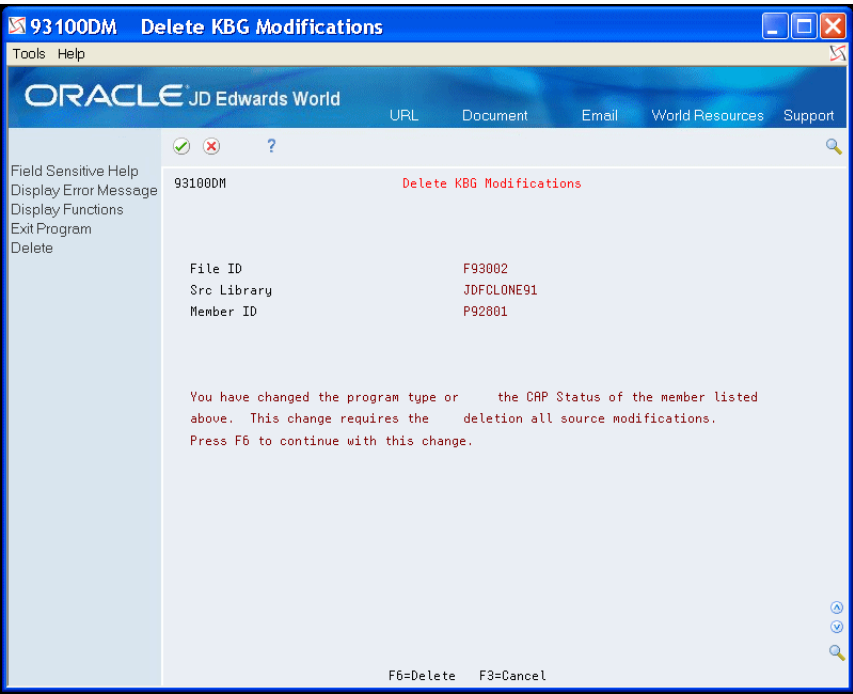 93100DM Delete KBG Modifications
Tools Help
ORACLE JD Edwards World
URL Document Email World Resources Support
?
Field Sensitive Help
Display Error Message
Display Functions
Exit Program
Delete
93100DM Delete KBG Modifications
File ID F93002
Src Library JDFCLONE91
Member ID P92801
You have changed the program type or the CAP Status of the member listed
above. This change requires the deletion all source modifications.
Press F6 to continue with this change.
F6=Delete F3=Cancel